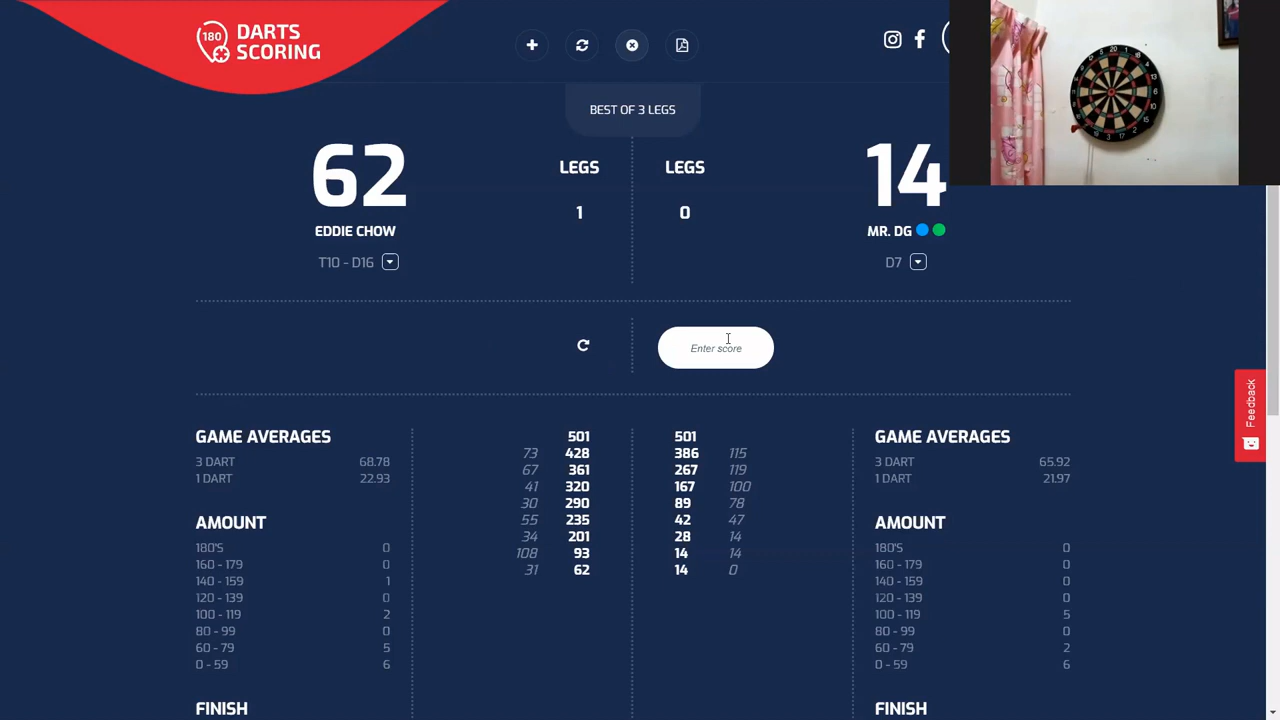 180
DARTS
SCORING
BEST OF 3 LEGS
62
EDDIE CHOW
T10 - D16
LEGS
1
LEGS
0
14
MR. DG
D7
Enter score
Feedback
GAME AVERAGES
3 DART 68.78
1 DART 22.93
AMOUNT
180'S 0
160 - 179 0
140 - 159 1
120 - 139 0
100 - 119 2
80 - 99 0
60 - 79 5
0 - 59 6
FINISH
501 501
73 428 386 115
67 361 267 119
41 320 167 100
30 290 89 78
55 235 42 47
34 201 28 14
108 93 14 14
31 62 14 0
GAME AVERAGES
3 DART 65.92
1 DART 21.97
AMOUNT
180'S 0
160 - 179 0
140 - 159 0
120 - 139 0
100 - 119 5
80 - 99 0
60 - 79 2
0 - 59 6
FINISH